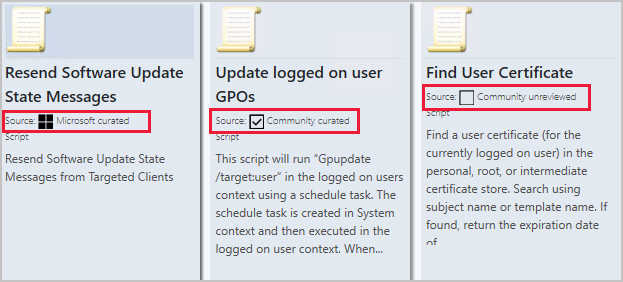 Resend Software Update
State Messages
Source: Microsoft curated
Script
Resend Software Update State
Messages from Targeted Clients
Update logged on user
GPOs
Source: Community curated
Script
This script will run “Gpupdate
/target:user” in the logged on users
context using a schedule task. The
schedule task is created in System
context and then executed in the
logged on user context. When...
Find User Certificate
Source: Community unreviewed
Script
Find a user certificate (for the
currently logged on user) in the
personal, root, or intermediate
certificate store. Search using
subject name or template name. If
found, return the expiration date
of